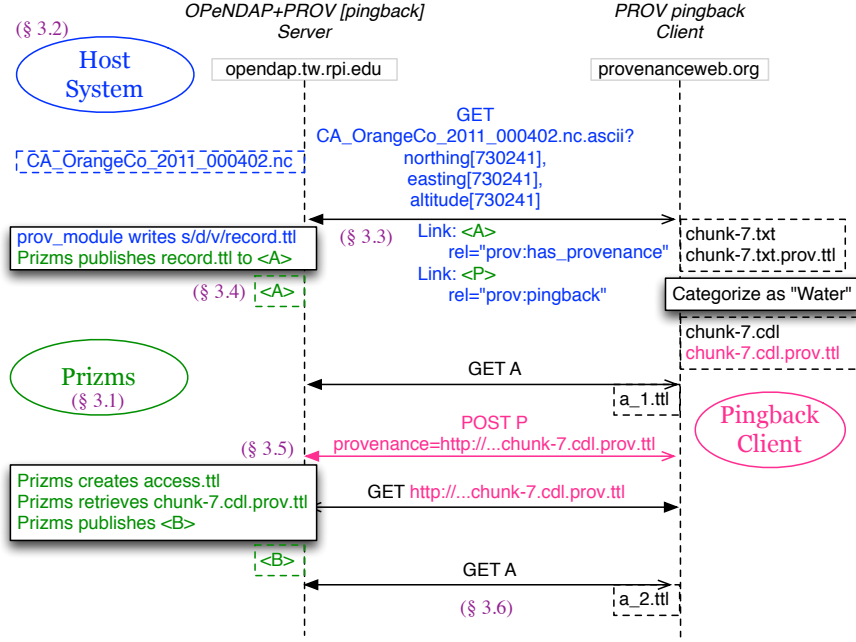 OPeNDAP+PROV [pingback]
Server
PROV pingback
Client
(§ 3.2)
Host
System
opendap.tw.rpi.edu
provenanceweb.org
GET
CA_OrangeCo_2011_000402.nc.ascii?
northing[730241],
easting[730241],
altitude[730241]
CA_OrangeCo_2011_000402.nc
prov_module writes s/d/v/record.ttl
Prizms publishes record.ttl to <A>
(§ 3.3)
Link: <A>
rel="prov:has_provenance"
Link: <P>
rel="prov:pingback"
chunk-7.txt
chunk-7.txt.prov.ttl
(§ 3.4)
<A>
Categorize as "Water"
chunk-7.cdl
chunk-7.cdl.prov.ttl
Prizms
(§ 3.1)
GET A
a_1.ttl
Pingback
Client
POST P
provenance=http://...chunk-7.cdl.prov.ttl
(§ 3.5)
Prizms creates access.ttl
Prizms retrieves chunk-7.cdl.prov.ttl
Prizms publishes <B>
GET http://...chunk-7.cdl.prov.ttl
<B>
GET A
a_2.ttl
(§ 3.6)